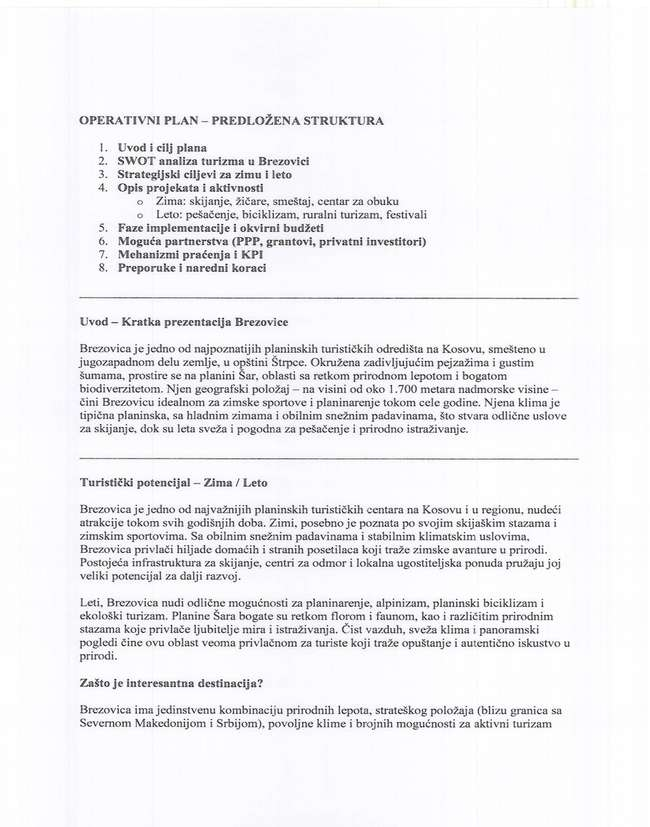 OPERATIVNI PLAN – PREDLOŽENA STRUKTURA
1. Uvod i cilj plana
2. SWOT analiza turizma u Brezovici
3. Strategijski ciljevi za zimu i leto
4. Opis projekata i aktivnosti
o Zima: skijanje, žičare, smeštaj, centar za obuku
o Leto: pešačenje, biciklizam, ruralni turizam, festivali
5. Faze implementacije i okvirni budžeti
6. Moguća partnerstva (PPP, grantovi, privatni investitori)
7. Mehanizmi praćenja i KPI
8. Preporuke i naredni koraci
Uvod – Kratka prezentacija Brezovice
Brezovica je jedno od najpoznatijih planinskih turističkih odredišta na Kosovu, smešteno u
jugozapadnom delu zemlje, u opštini Štrpce. Okružena zadivljujućim pejzažima i gustim
šumama, prostire se na planini Šar, oblasti sa retkom prirodnom lepotom i bogatom
biodiverzitetom. Njen geografski položaj – na visini od oko 1.700 metara nadmorske visine –
čini Brezovicu idealnom za zimske sportove i planinarenje tokom cele godine. Njena klima je
tipična planinska, sa hladnim zimama i obilnim snežnim padavinama, što stvara odlične uslove
za skijanje, dok su leta sveža i pogodna za pešačenje i prirodno istraživanje.
Turistički potencijal – Zima / Leto
Brezovica je jedno od najvažnijih planinskih turističkih centara na Kosovu i u regionu, nudeći
atrakcije tokom svih godišnjih doba. Zimi, posebno je poznata po svojim skijaškim stazama i
zimskim sportovima. Sa obilnim snežnim padavinama i stabilnim klimatskim uslovima,
Brezovica privlači hiljade domaćih i stranih posetilaca koji traže zimske avanture u prirodi.
Postojeća infrastruktura za skijanje, centri za odmor i lokalna ugostiteljska ponuda pružaju joj
veliki potencijal za dalji razvoj.
Leti, Brezovica nudi odlične mogućnosti za planinarenje, alpinizam, planinski biciklizam i
ekološki turizam. Planine Šara bogate su retkom florom i faunom, kao i različitim prirodnim
stazama koje privlače ljubitelje mira i istraživanja. Čist vazduh, sveža klima i panoramski
pogledi čine ovu oblast veoma privlačnom za turiste koji traže opuštanje i autentično iskustvo u
prirodi.
Zašto je interesantna destinacija?
Brezovica ima jedinstvenu kombinaciju prirodnih lepota, strateškog položaja (blizu granica sa
Severnom Makedonijom i Srbijom), povoljne klime i brojnih mogućnosti za aktivni turizam